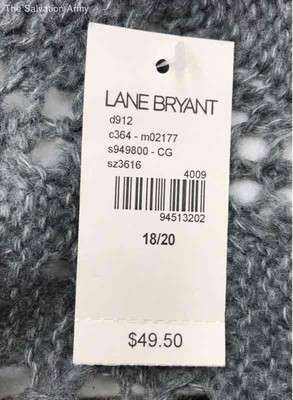 The Salvation Army
LANE BRYANT
d912
c364 - m02177
s949800 - CG
sz3616
4009
94513202
18/20
$49.50